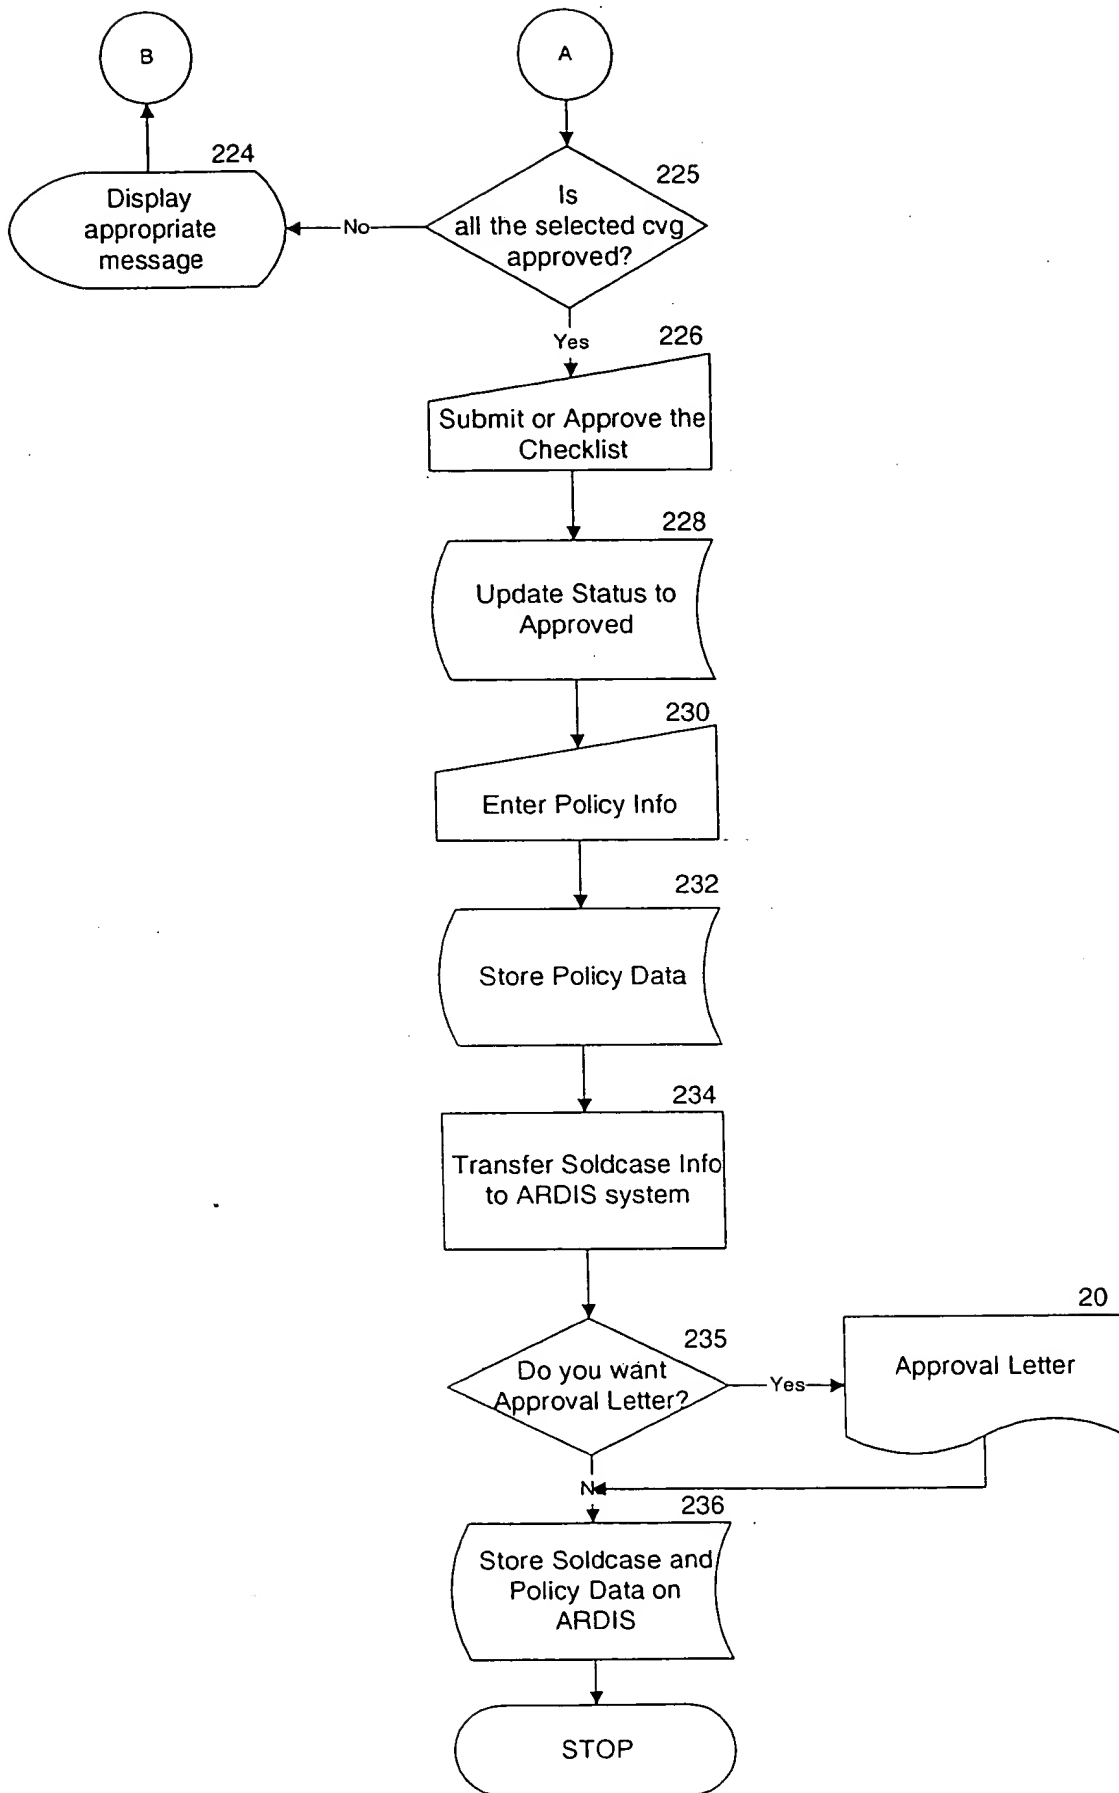 B
A
224
Display
appropriate
message
No
225
Is
all the selected cvg
approved?
Yes
226
Submit or Approve the
Checklist
228
Update Status to
Approved
230
Enter Policy Info
232
Store Policy Data
234
Transfer Soldcase Info
to ARDIS system
235
Do you want
Approval Letter?
Yes
20
Approval Letter
N
236
Store Soldcase and
Policy Data on
ARDIS
STOP